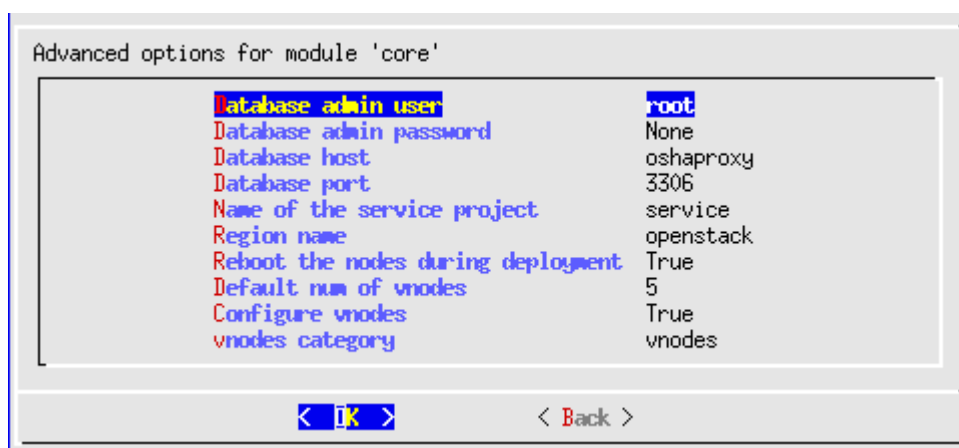 Advanced options for module 'core'
Database admin user root
Database admin password None
Database host oshaproxy
Database port 3306
Name of the service project service
Region name openstack
Reboot the nodes during deployment True
Default num of vnodes 5
Configure vnodes True
vnodes category vnodes
< OK > < Back >